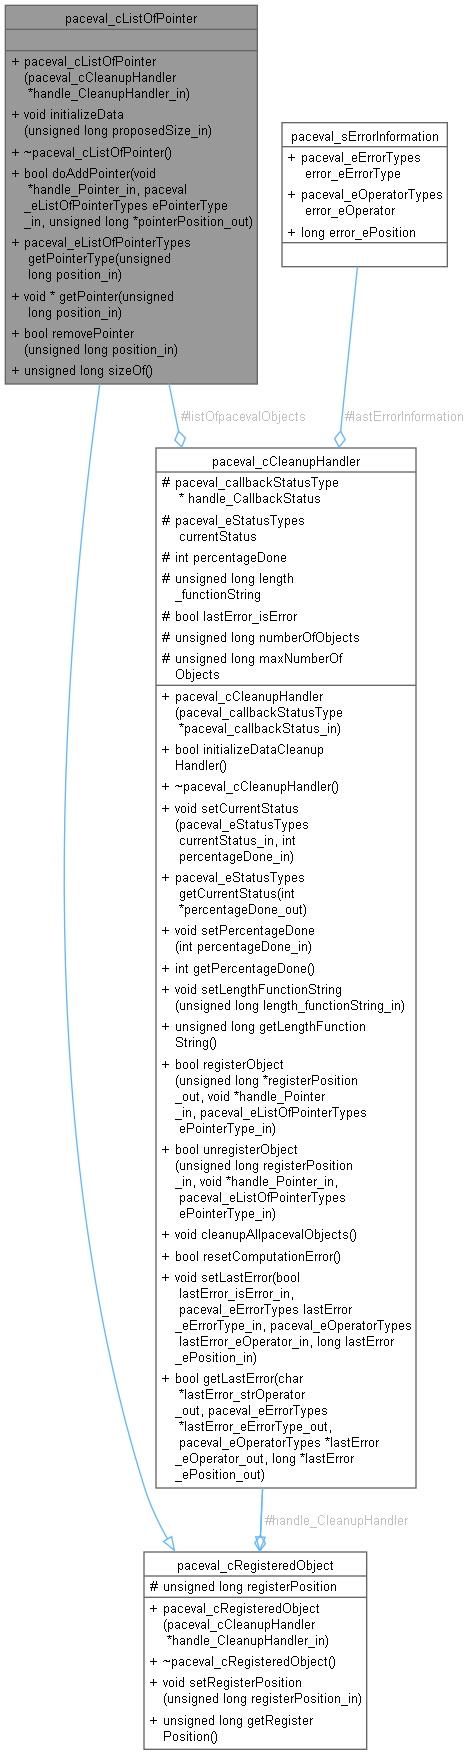 paceval_cListOfPointer
+ paceval_cListOfPointer
(paceval_cCleanupHandler
*handle_CleanupHandler_in)
+ void initializeData
(unsigned long proposedSize_in)
+ ~paceval_cListOfPointer()
+ bool doAddPointer(void
*handle_Pointer_in, paceval
_eListOfPointerTypes ePointerType
_in, unsigned long *pointerPosition_out)
+ paceval_eListOfPointerTypes
getPointerType(unsigned
long position_in)
+ void * getPointer(unsigned
long position_in)
+ bool removePointer
(unsigned long position_in)
+ unsigned long sizeOf()
paceval_sErrorInformation
+ paceval_eErrorTypes
error_eErrorType
+ paceval_eOperatorTypes
error_eOperator
+ long error_ePosition
#listOfpacevalObjects
#lastErrorInformation
paceval_cCleanupHandler
# paceval_callbackStatusType
* handle_CallbackStatus
# paceval_eStatusTypes
currentStatus
# int percentageDone
# unsigned long length
_functionString
# bool lastError_isError
# unsigned long numberOfObjects
# unsigned long maxNumberOf
Objects
+ paceval_cCleanupHandler
(paceval_callbackStatusType
*paceval_callbackStatus_in)
+ bool initializeDataCleanup
Handler()
+ ~paceval_cCleanupHandler()
+ void setCurrentStatus
(paceval_eStatusTypes
currentStatus_in, int
percentageDone_in)
+ paceval_eStatusTypes
getCurrentStatus(int
*percentageDone_out)
+ void setPercentageDone
(int percentageDone_in)
+ int getPercentageDone()
+ void setLengthFunctionString
(unsigned long length_functionString_in)
+ unsigned long getLengthFunction
String()
+ bool registerObject
(unsigned long *registerPosition
_out, void *handle_Pointer
_in, paceval_eListOfPointerTypes
ePointerType_in)
+ bool unregisterObject
(unsigned long registerPosition
_in, void *handle_Pointer_in,
paceval_eListOfPointerTypes
ePointerType_in)
+ void cleanupAllpacevalObjects()
+ bool resetComputationError()
+ void setLastError(bool
lastError_isError_in,
paceval_eErrorTypes lastError
_eErrorType_in, paceval_eOperatorTypes
lastError_eOperator_in, long lastError
_ePosition_in)
+ bool getLastError(char
*lastError_strOperator
_out, paceval_eErrorTypes
*lastError_eErrorType_out,
paceval_eOperatorTypes *lastError
_eOperator_out, long *lastError
_ePosition_out)
#handle_CleanupHandler
paceval_cRegisteredObject
# unsigned long registerPosition
+ paceval_cRegisteredObject
(paceval_cCleanupHandler
*handle_CleanupHandler_in)
+ ~paceval_cRegisteredObject()
+ void setRegisterPosition
(unsigned long registerPosition_in)
+ unsigned long getRegister
Position()